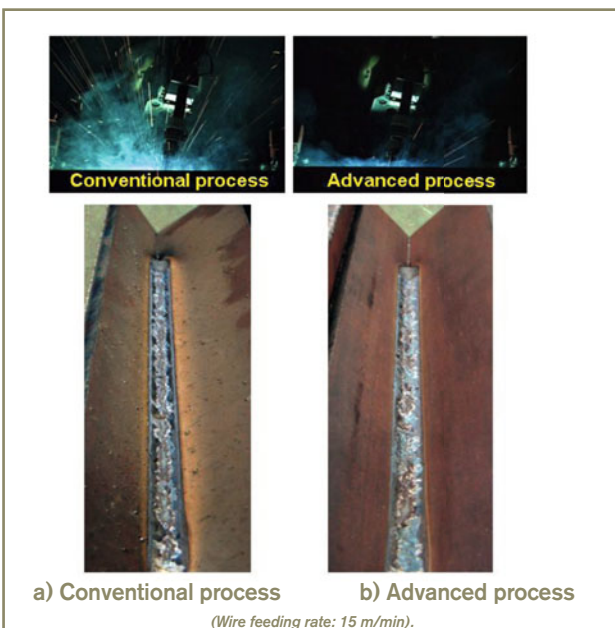 Conventional process Advanced process
a) Conventional process b) Advanced process
(Wire feeding rate: 15 m/min).